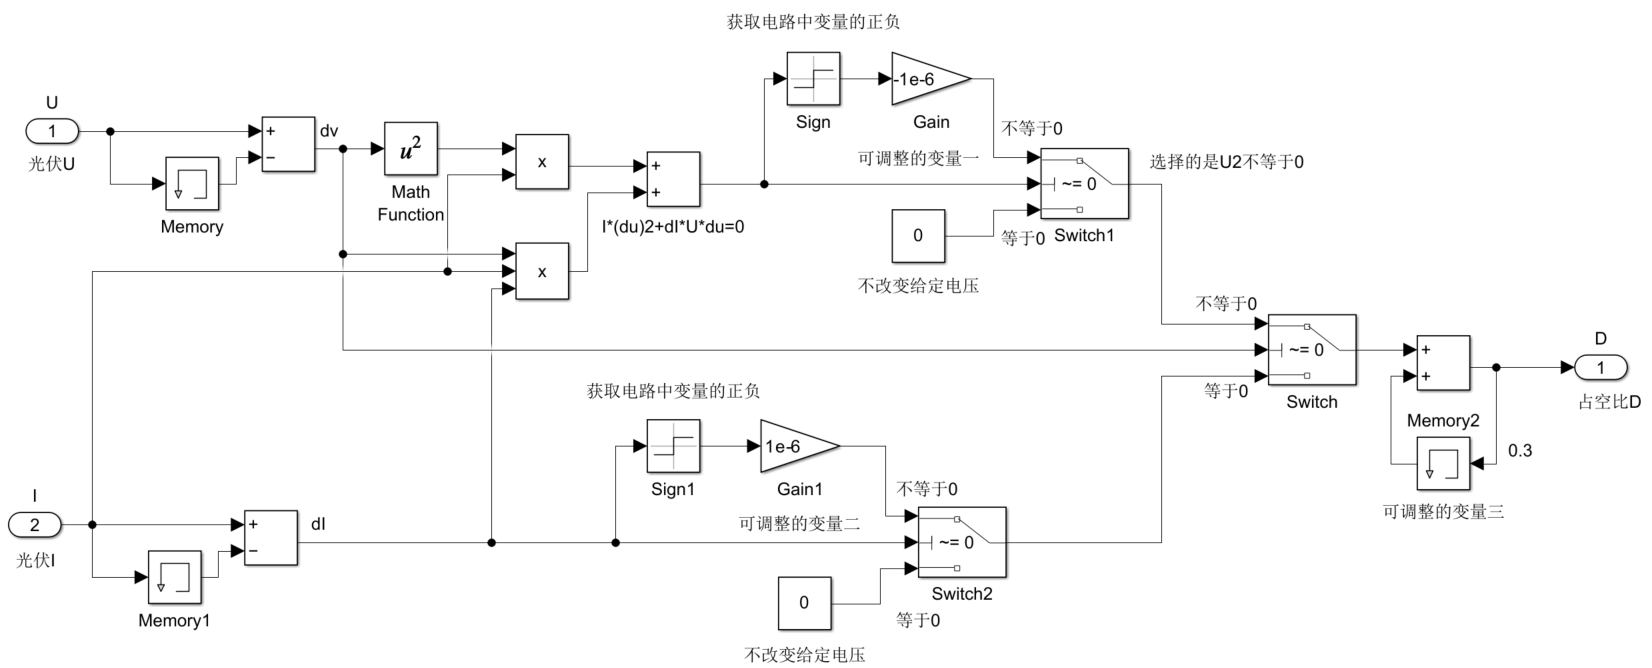 获取电路中变量的正负
-1e-6
Sign
Gain
U
1
光伏U
+
−
dv
Memory
u²
Math
Function
x
+
+
I*(du)2+dI*U*du=0
不等于0
可调整的变量一
~= 0
选择的是U2不等于0
0
等于0
Switch1
不改变给定电压
x
不等于0
~= 0
等于0
Switch
+
+
D
1
占空比D
Memory2
0.3
可调整的变量三
获取电路中变量的正负
1e-6
Sign1
Gain1
不等于0
可调整的变量二
~= 0
I
2
光伏I
+
−
dI
Memory1
0
Switch2
等于0
不改变给定电压